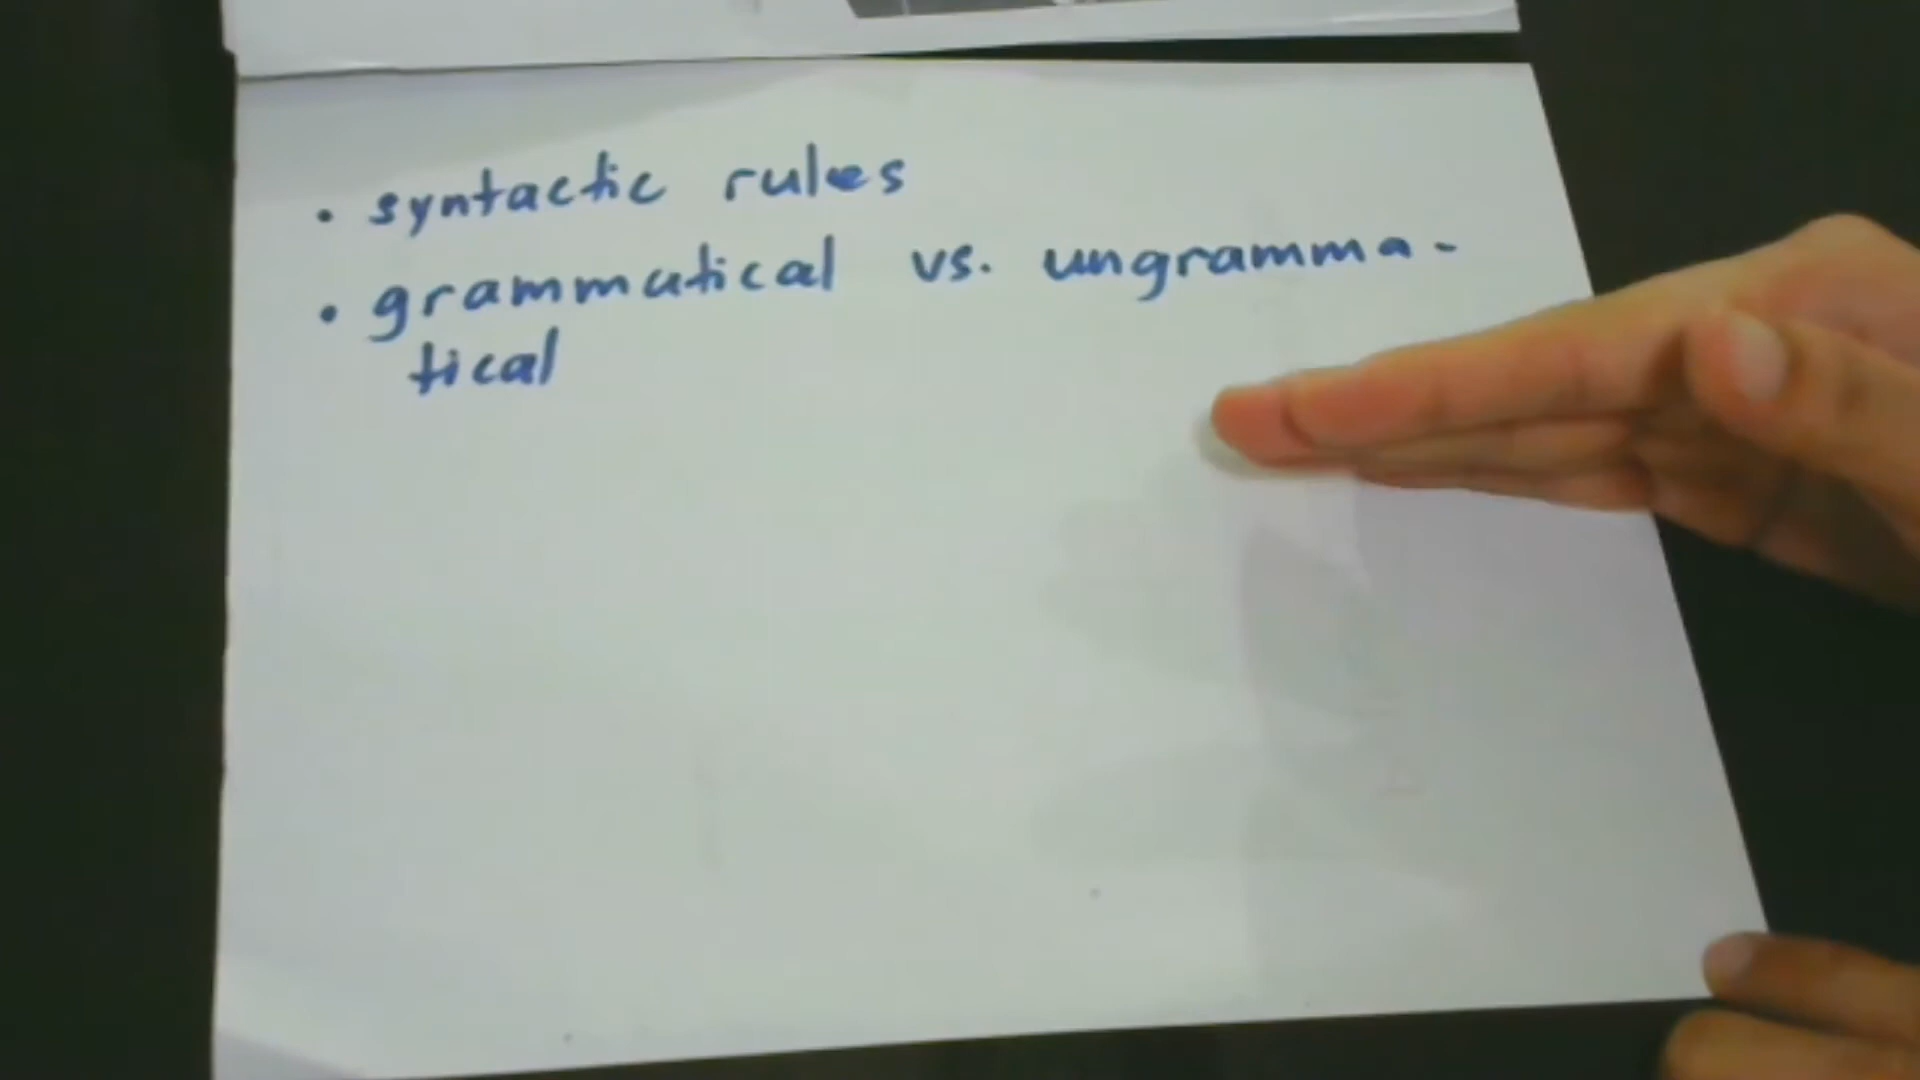 • syntactic rules
• grammatical vs. ungramma-
tical